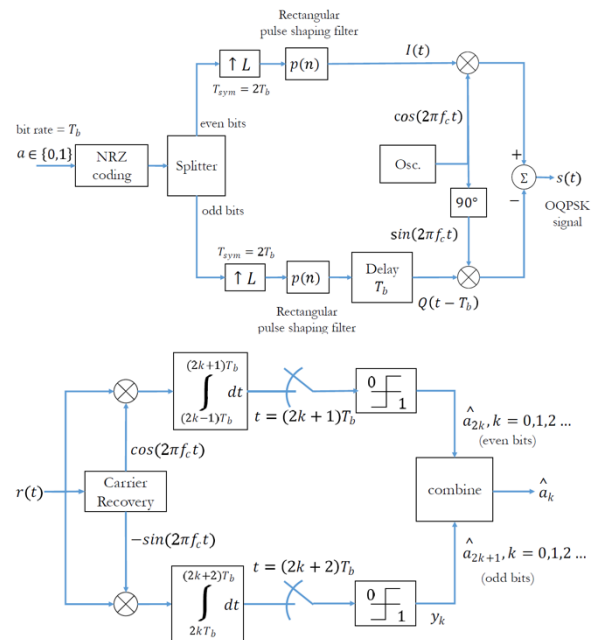 Rectangular
pulse shaping filter
↑ L
p(n)
I(t)
T_sym = 2T_b
bit rate = T_b
even bits
cos(2πf_ct)
a ∈ {0,1}
NRZ
coding
Splitter
Osc.
+
Σ
s(t)
−
OQPSK
signal
90°
odd bits
sin(2πf_ct)
T_sym = 2T_b
↑ L
p(n)
Delay
T_b
Q(t − T_b)
Rectangular
pulse shaping filter
(2k+1)T_b
∫ dt
(2k−1)T_b
t = (2k + 1)T_b
0
1
â_2k, k = 0,1,2 ...
(even bits)
cos(2πf_ct)
r(t)
Carrier
Recovery
combine
â_k
−sin(2πf_ct)
â_2k+1, k = 0,1,2 ...
(odd bits)
(2k+2)T_b
∫ dt
2kT_b
t = (2k + 2)T_b
0
1
y_k